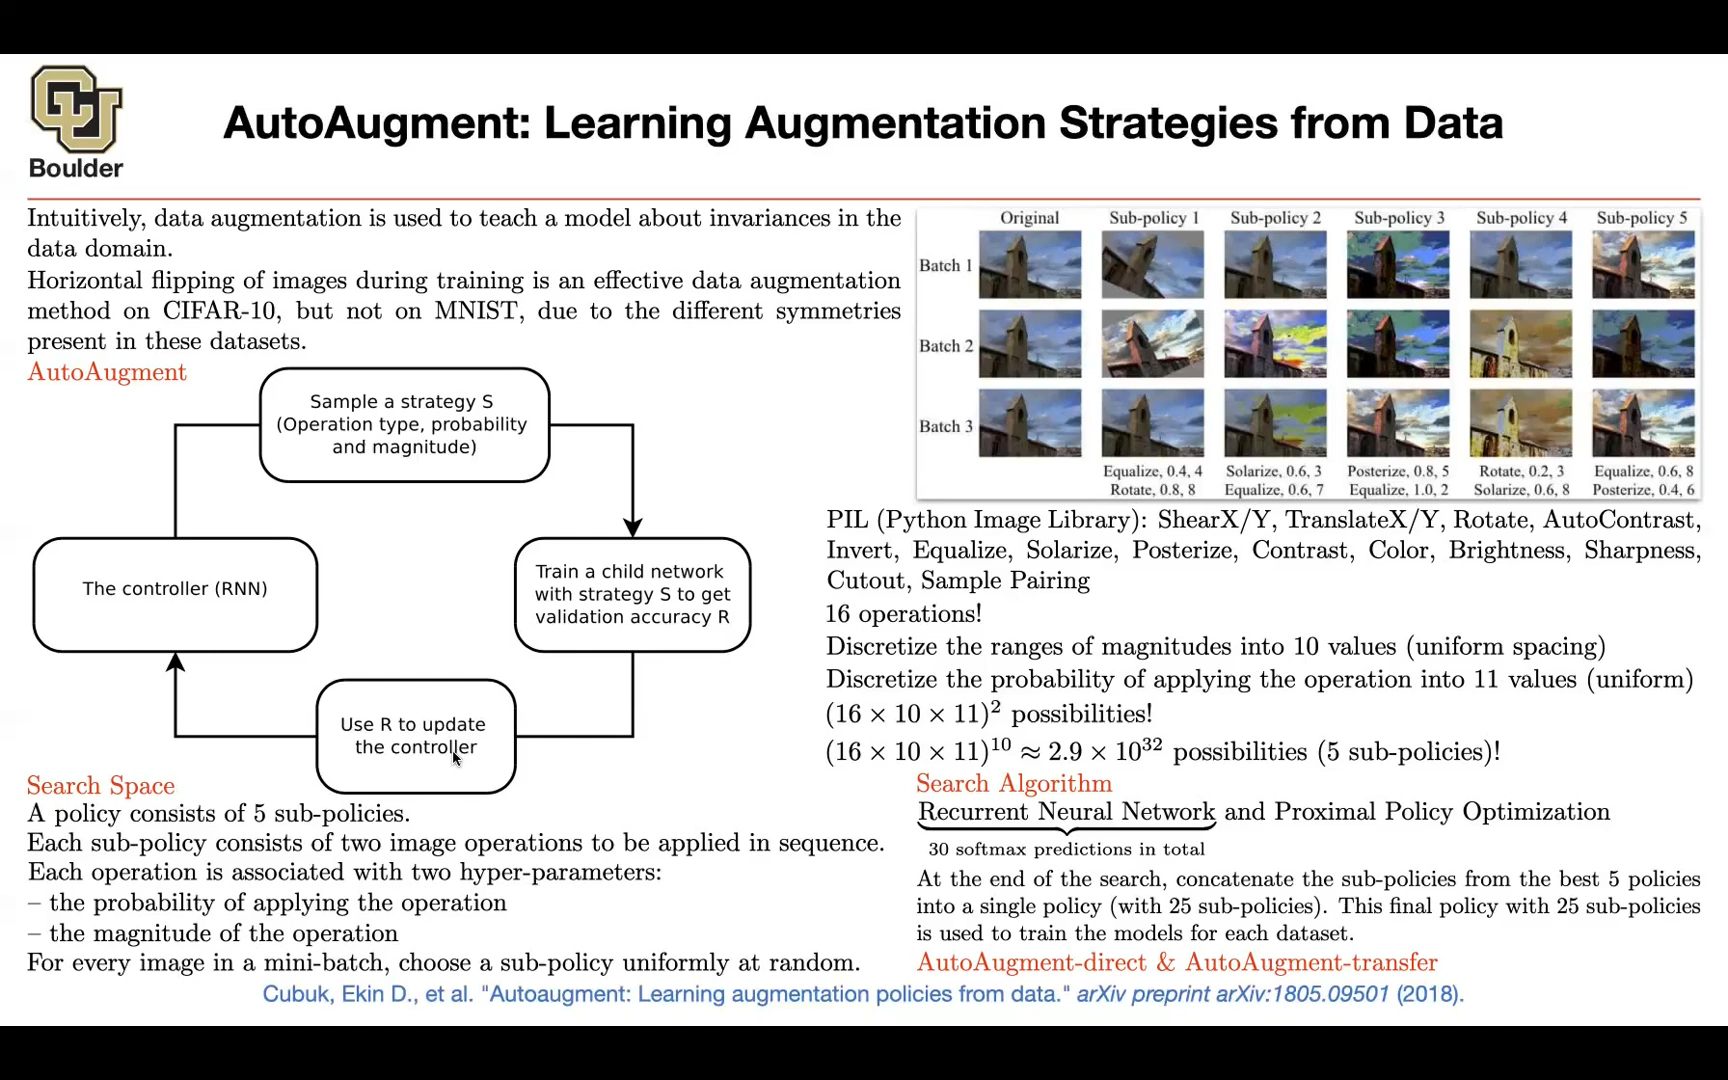 Boulder
AutoAugment: Learning Augmentation Strategies from Data
Intuitively, data augmentation is used to teach a model about invariances in the
data domain.
Horizontal flipping of images during training is an effective data augmentation
method on CIFAR-10, but not on MNIST, due to the different symmetries
present in these datasets.
AutoAugment
Sample a strategy S
(Operation type, probability
and magnitude)
The controller (RNN)
Train a child network
with strategy S to get
validation accuracy R
Use R to update
the controller
Search Space
A policy consists of 5 sub-policies.
Each sub-policy consists of two image operations to be applied in sequence.
Each operation is associated with two hyper-parameters:
– the probability of applying the operation
– the magnitude of the operation
For every image in a mini-batch, choose a sub-policy uniformly at random.
Original Sub-policy 1 Sub-policy 2 Sub-policy 3 Sub-policy 4 Sub-policy 5
Batch 1
Batch 2
Batch 3
Equalize, 0.4, 4 Solarize, 0.6, 3 Posterize, 0.8, 5 Rotate, 0.2, 3 Equalize, 0.6, 8
Rotate, 0.8, 8 Equalize, 0.6, 7 Equalize, 1.0, 2 Solarize, 0.6, 8 Posterize, 0.4, 6
PIL (Python Image Library): ShearX/Y, TranslateX/Y, Rotate, AutoContrast,
Invert, Equalize, Solarize, Posterize, Contrast, Color, Brightness, Sharpness,
Cutout, Sample Pairing
16 operations!
Discretize the ranges of magnitudes into 10 values (uniform spacing)
Discretize the probability of applying the operation into 11 values (uniform)
(16 × 10 × 11)² possibilities!
(16 × 10 × 11)¹⁰ ≈ 2.9 × 10³² possibilities (5 sub-policies)!
Search Algorithm
Recurrent Neural Network and Proximal Policy Optimization
30 softmax predictions in total
At the end of the search, concatenate the sub-policies from the best 5 policies
into a single policy (with 25 sub-policies). This final policy with 25 sub-policies
is used to train the models for each dataset.
AutoAugment-direct & AutoAugment-transfer
Cubuk, Ekin D., et al. "Autoaugment: Learning augmentation policies from data." arXiv preprint arXiv:1805.09501 (2018).